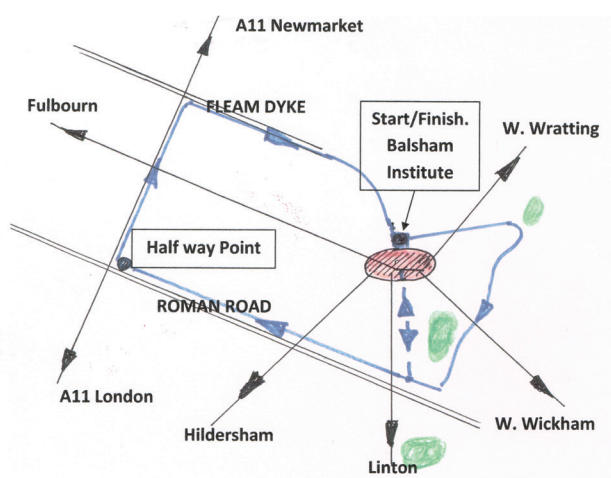 A11 Newmarket
Fulbourn
FLEAM DYKE
Start/Finish.
Balsham
Institute
W. Wratting
Half way Point
ROMAN ROAD
A11 London
Hildersham
Linton
W. Wickham